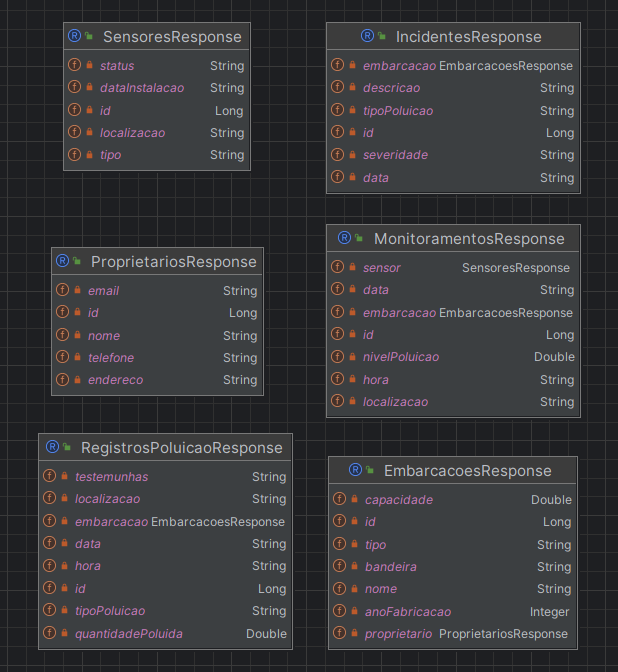 SensoresResponse
status String
dataInstalacao String
id Long
localizacao String
tipo String
IncidentesResponse
embarcacao EmbarcacoesResponse
descricao String
tipoPoluicao String
id Long
severidade String
data String
ProprietariosResponse
email String
id Long
nome String
telefone String
endereco String
MonitoramentosResponse
sensor SensoresResponse
data String
embarcacao EmbarcacoesResponse
id Long
nivelPoluicao Double
hora String
localizacao String
RegistrosPoluicaoResponse
testemunhas String
localizacao String
embarcacao EmbarcacoesResponse
data String
hora String
id Long
tipoPoluicao String
quantidadePoluida Double
EmbarcacoesResponse
capacidade Double
id Long
tipo String
bandeira String
nome String
anoFabricacao Integer
proprietario ProprietariosResponse